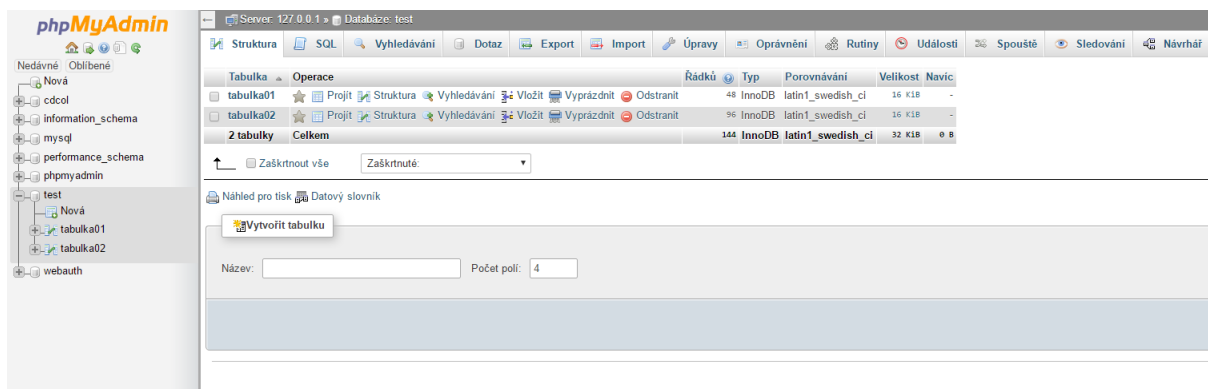 phpMyAdmin
Nedávné Oblíbené
Nová
cdcol
information_schema
mysql
performance_schema
phpmyadmin
test
Nová
tabulka01
tabulka02
webauth
Server: 127.0.0.1 » Databáze: test
Struktura SQL Vyhledávání Dotaz Export Import Úpravy Oprávnění Rutiny Události Spouště Sledování Návrhář
Tabulka Operace Řádků Typ Porovnávání Velikost Navíc
tabulka01 Projít Struktura Vyhledávání Vložit Vyprázdnit Odstranit 48 InnoDB latin1_swedish_ci 16 KiB -
tabulka02 Projít Struktura Vyhledávání Vložit Vyprázdnit Odstranit 96 InnoDB latin1_swedish_ci 16 KiB -
2 tabulky Celkem 144 InnoDB latin1_swedish_ci 32 KiB 0 B
Zaškrtnout vše Zaškrtnuté:
Náhled pro tisk Datový slovník
Vytvořit tabulku
Název: Počet polí: 4